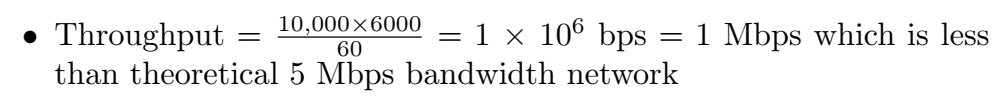 • Throughput = \frac{10,000×6000}{60} = 1 × 10^6 bps = 1 Mbps which is less
than theoretical 5 Mbps bandwidth network